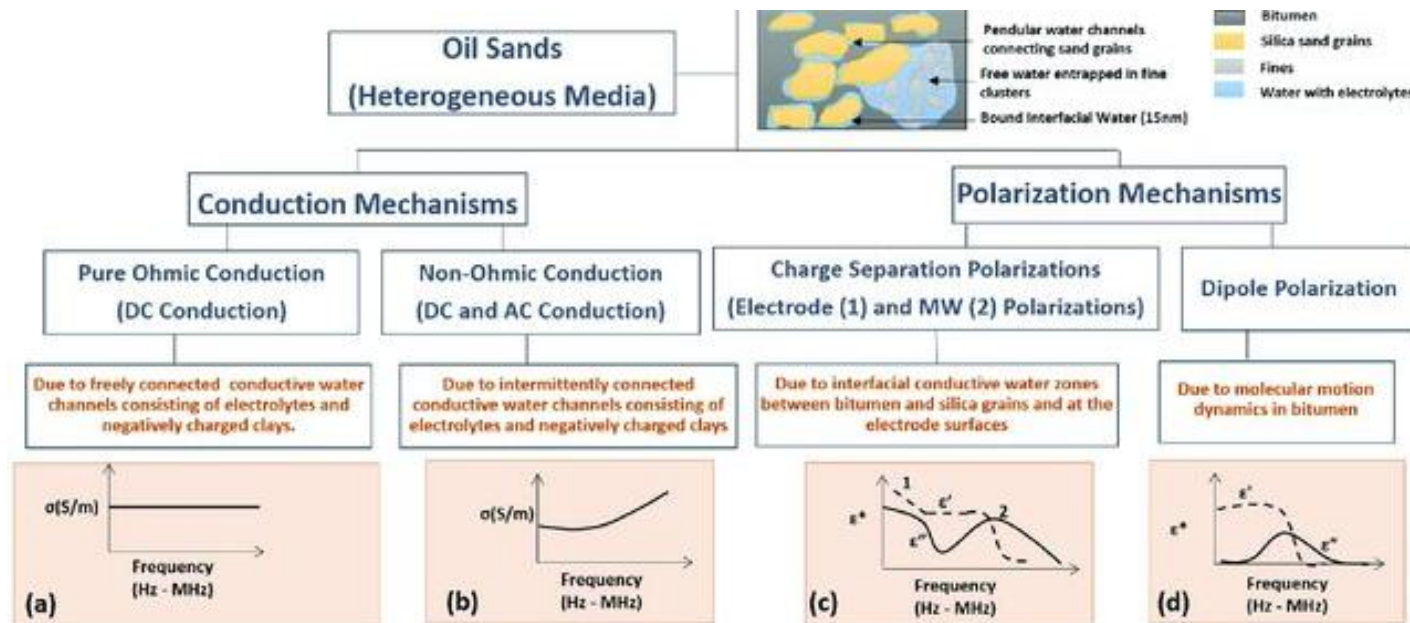 Oil Sands
(Heterogeneous Media)
Pendular water channels
connecting sand grains
Free water entrapped in fine
clusters
Bound Interfacial Water (15nm)
Bitumen
Silica sand grains
Fines
Water with electrolytes
Conduction Mechanisms
Polarization Mechanisms
Pure Ohmic Conduction
(DC Conduction)
Non-Ohmic Conduction
(DC and AC Conduction)
Charge Separation Polarizations
(Electrode (1) and MW (2) Polarizations)
Dipole Polarization
Due to freely connected conductive water
channels consisting of electrolytes and
negatively charged clays.
Due to intermittently connected
conductive water channels consisting of
electrolytes and negatively charged clays
Due to interfacial conductive water zones
between bitumen and silica grains and at the
electrode surfaces
Due to molecular motion
dynamics in bitumen
σ(S/m)
Frequency
(Hz - MHz)
(a)
σ(S/m)
Frequency
(Hz - MHz)
(b)
1
ε'
2
ε*
ε"
Frequency
(Hz - MHz)
(c)
ε'
ε*
ε"
Frequency
(Hz - MHz)
(d)